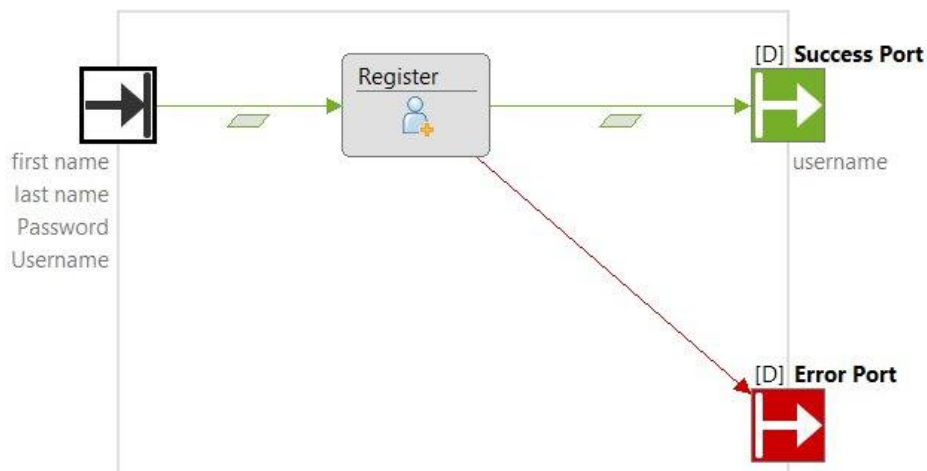 [D] Success Port
Register
first name
last name
Password
Username
username
[D] Error Port